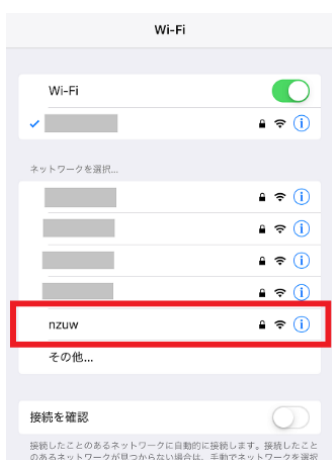 Wi-Fi
Wi-Fi
ネットワークを選択...
nzuw
その他...
接続を確認
接続したことのあるネットワークに自動的に接続します。接続したこと
のあるネットワークが見つからない場合は、手動でネットワークを選択